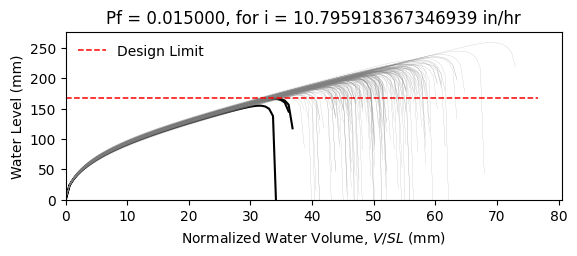 Pf = 0.015000, for i = 10.795918367346939 in/hr
Design Limit
Water Level (mm)
250
200
150
100
50
0
0 10 20 30 40 50 60 70 80
Normalized Water Volume, V/SL (mm)